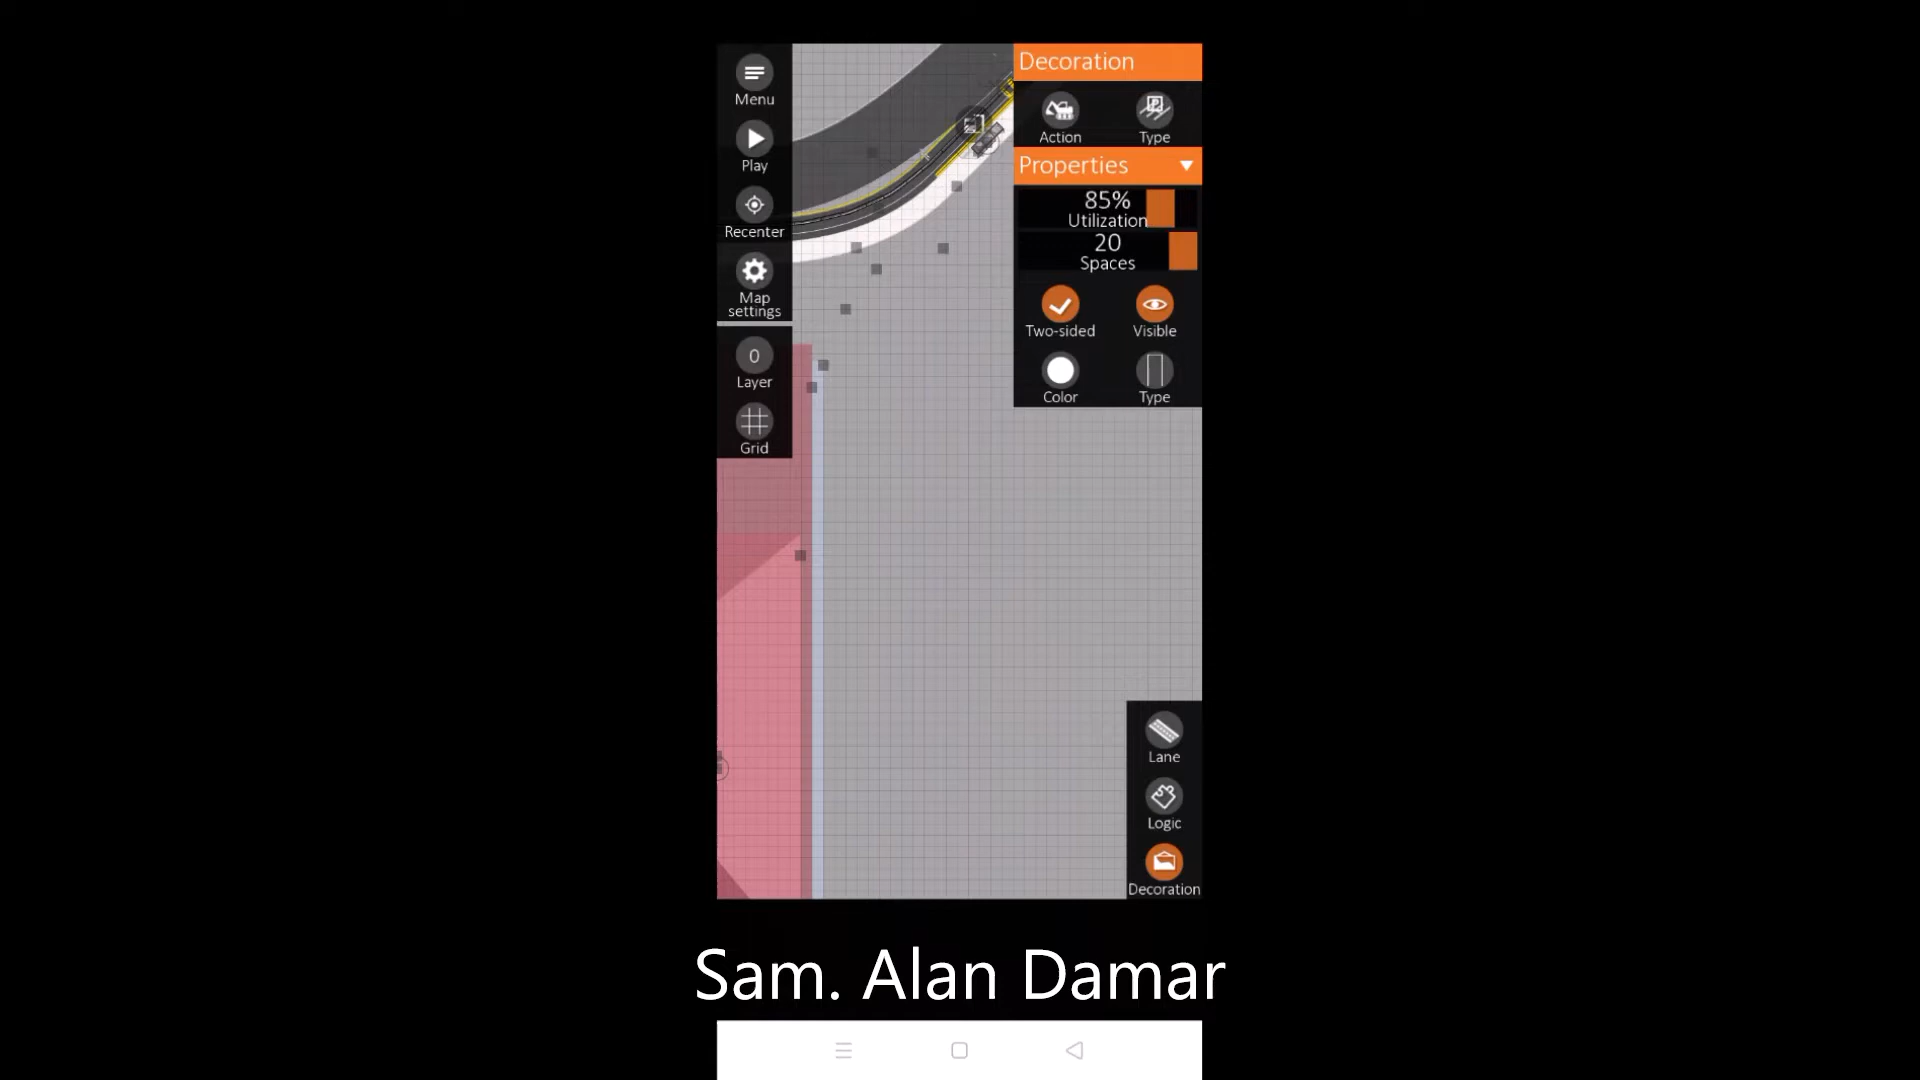 Menu
Play
Recenter
Map
settings
0
Layer
Grid
Decoration
Action
Type
Properties
85%
Utilization
20
Spaces
Two-sided
Visible
Color
Type
Lane
Logic
Decoration
Sam. Alan Damar